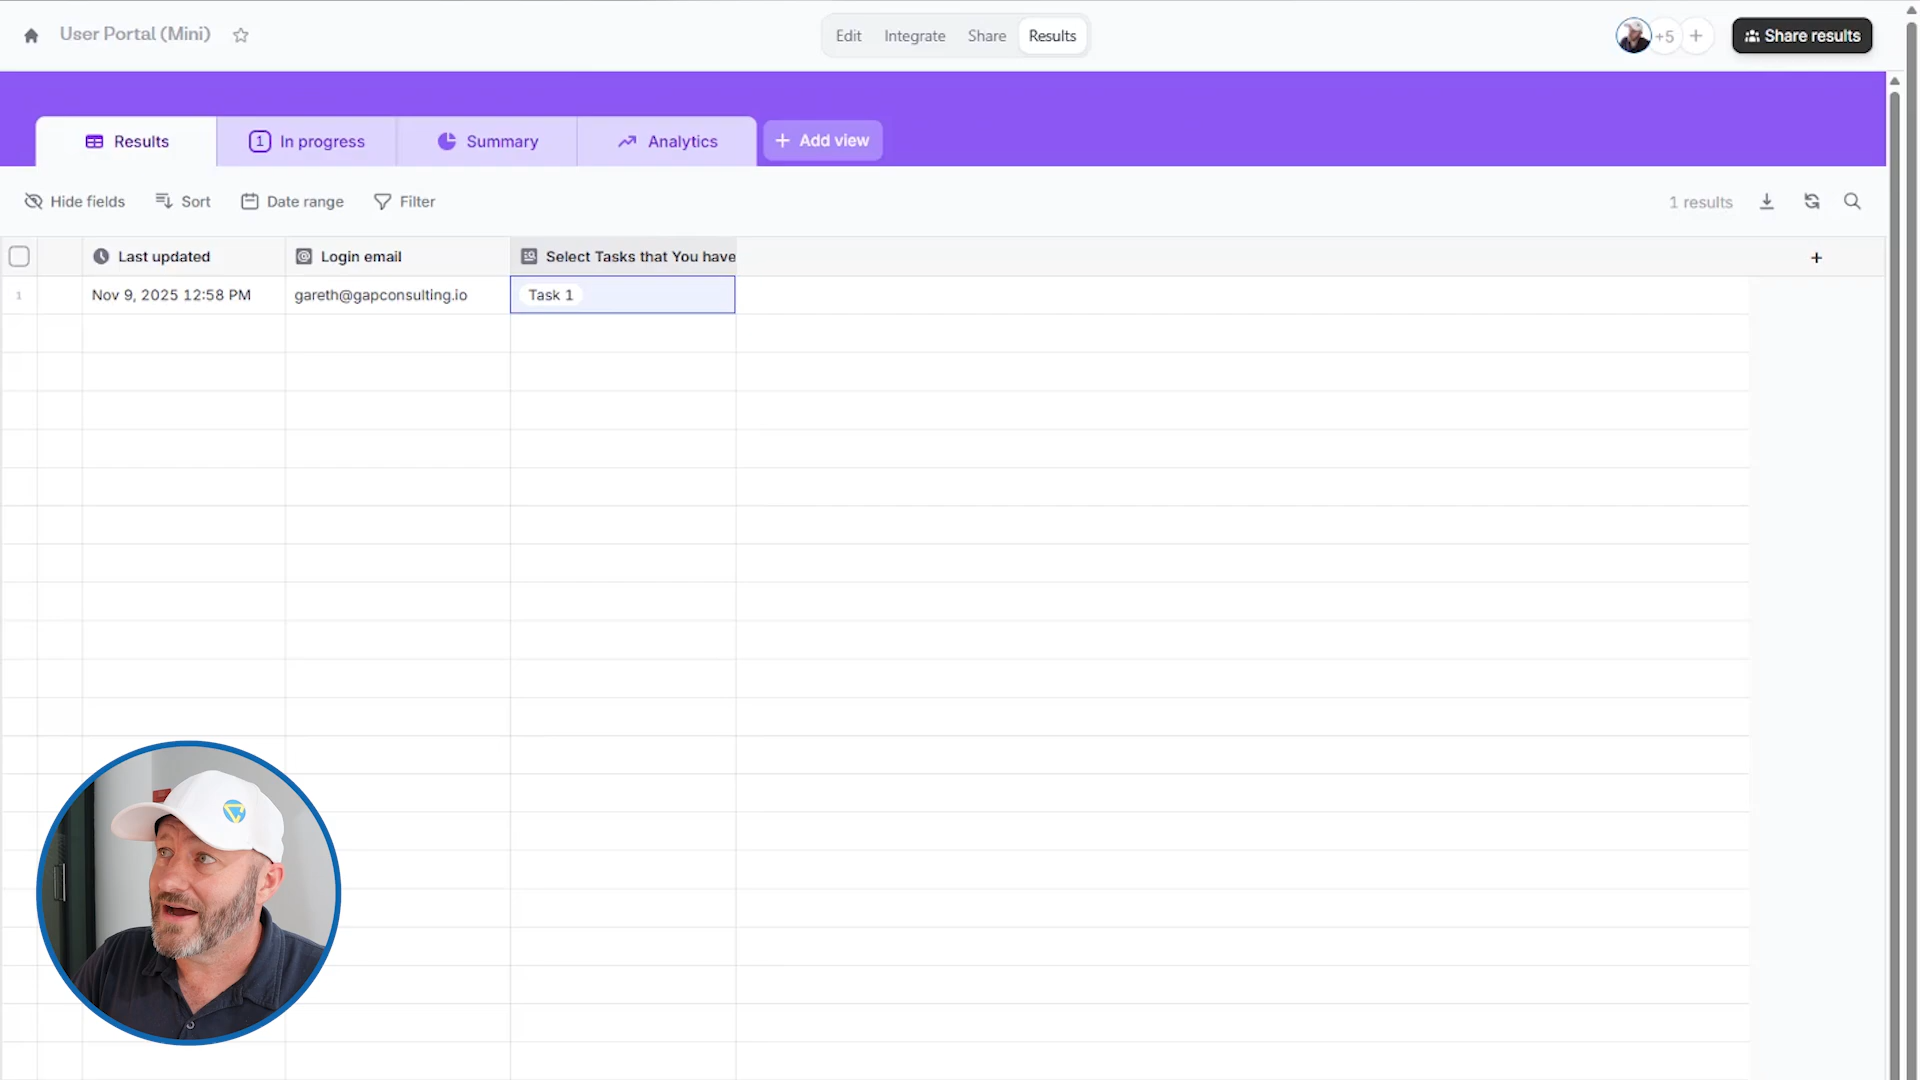 User Portal (Mini)
Edit
Integrate
Share
Results
+5
Share results
Results
1
In progress
Summary
Analytics
Add view
Hide fields
Sort
Date range
Filter
1 results
Last updated
Login email
Select Tasks that You have
1
Nov 9, 2025 12:58 PM
gareth@gapconsulting.io
Task 1